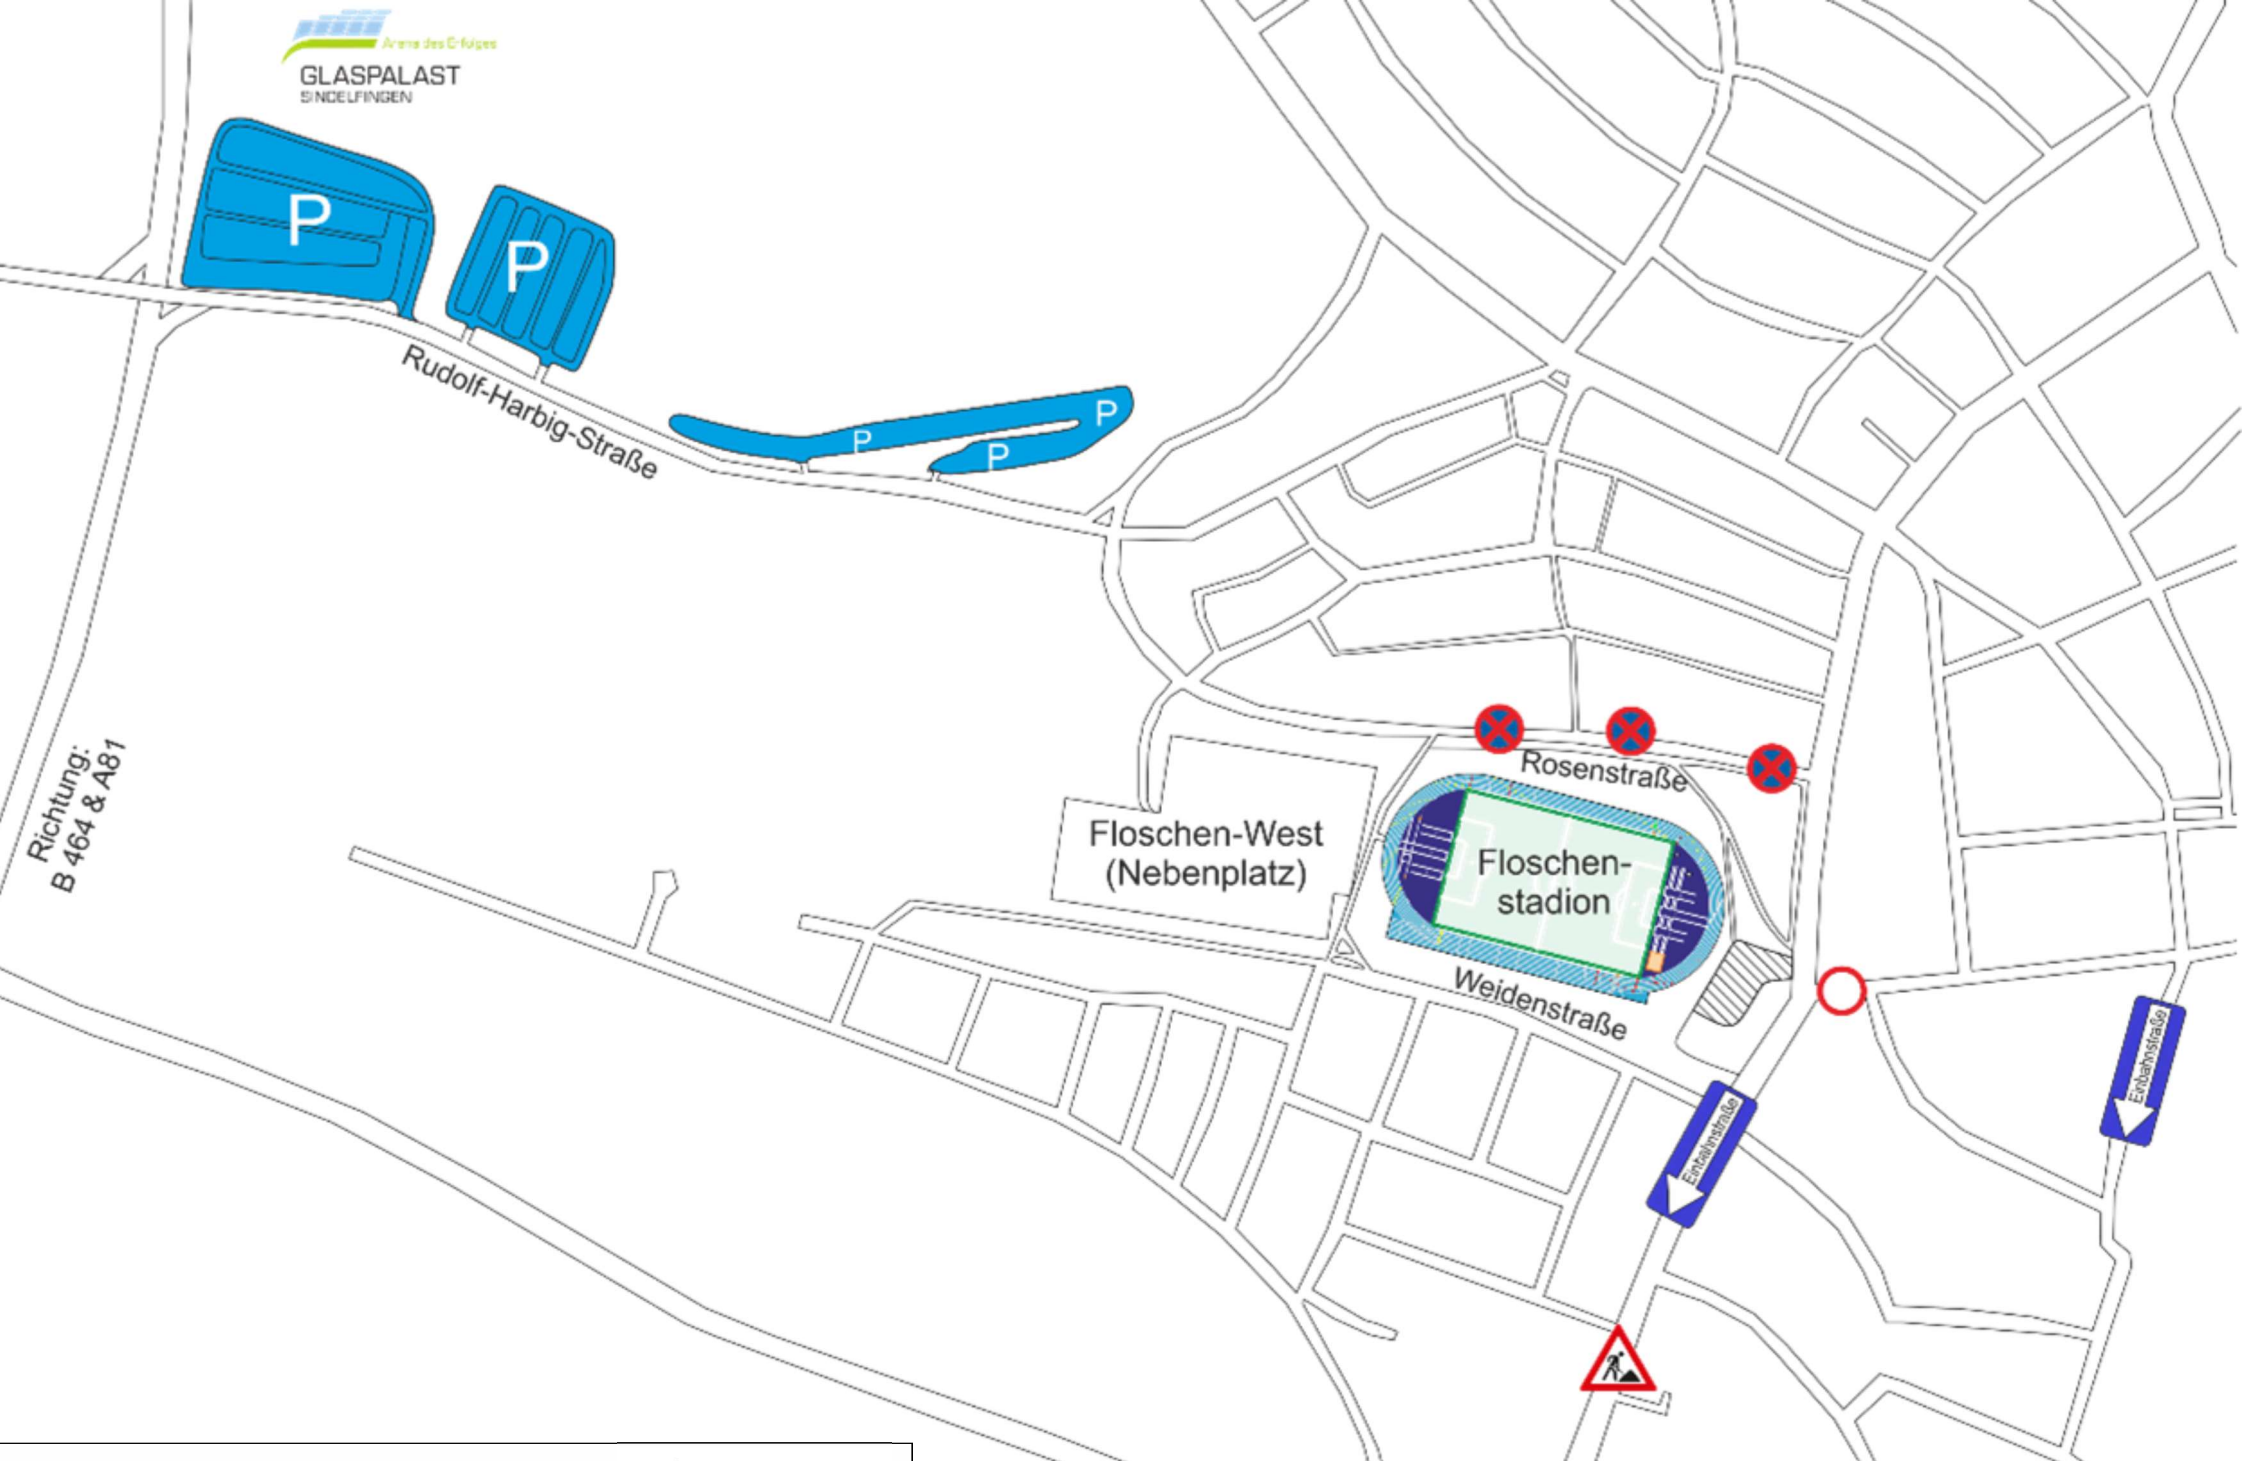 Arena des Erfolges
GLASPALAST
SINDELFINGEN
P
P
Rudolf-Harbig-Straße
P
P
P
Richtung:
B 464 & A81
Rosenstraße
Floschen-West
(Nebenplatz)
Floschen-
stadion
Weidenstraße
Einbahnstraße
Einbahnstraße